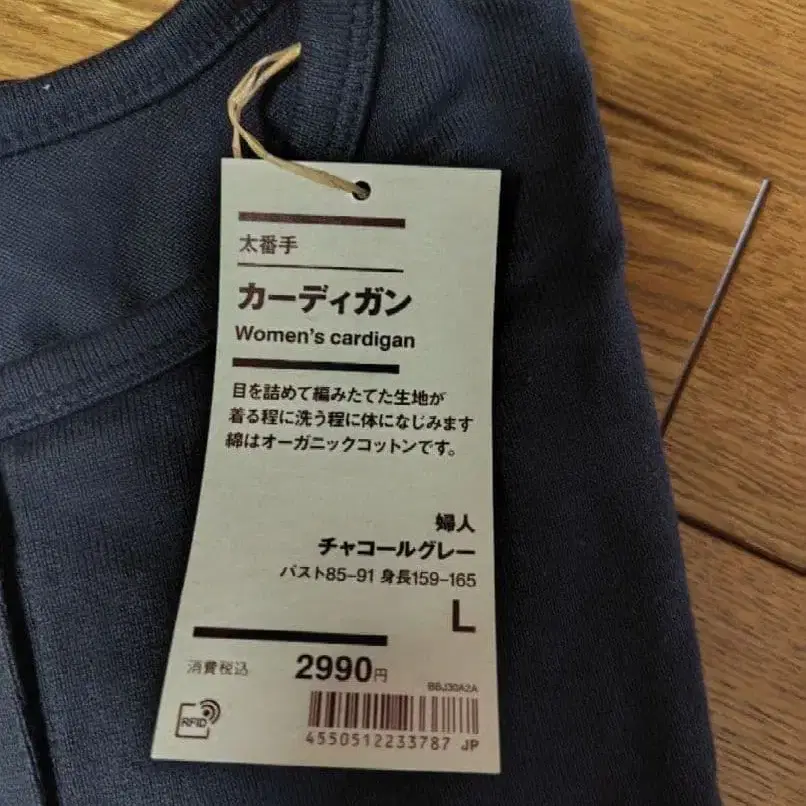 太番手
カーディガン
Women's cardigan
目を詰めて編みたてた生地が
着る程に洗う程に体になじみます
綿はオーガニックコットンです。
婦人
チャコールグレー
バスト85-91 身長159-165
L
消費税込 2990円
BBJ30A2A
RFID
4550512233787 JP